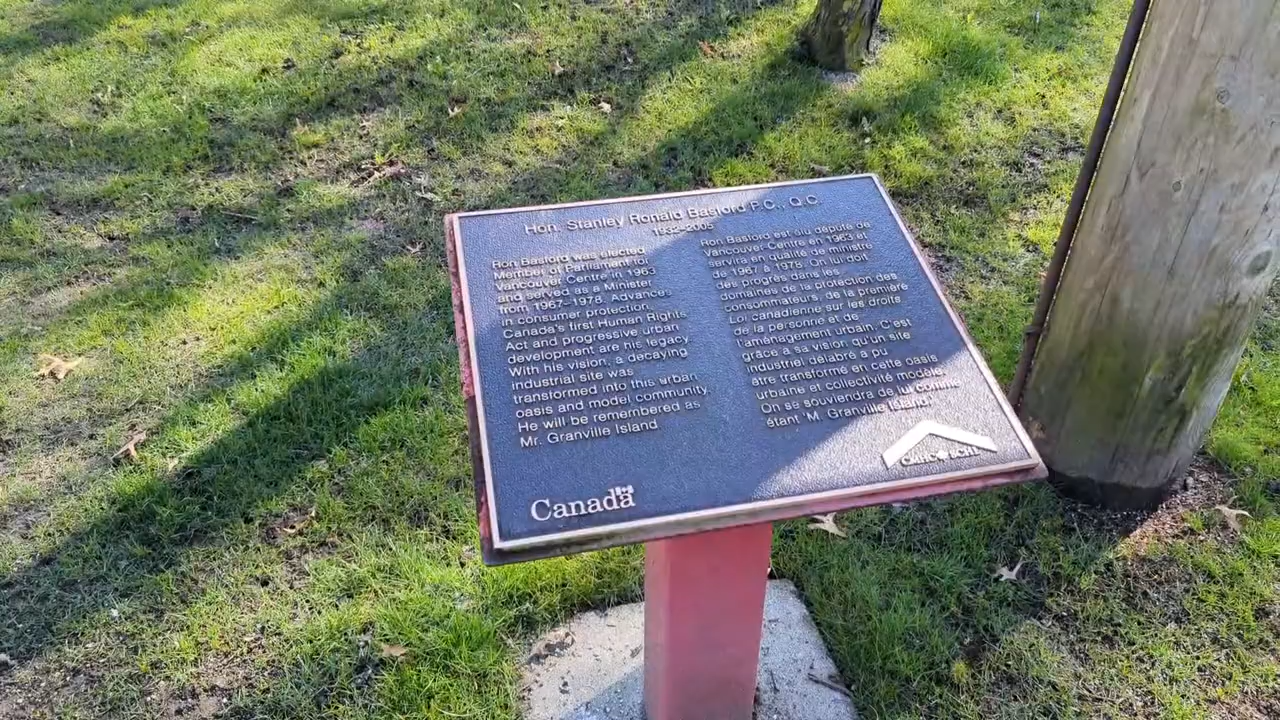 Hon. Stanley Ronald Basford P.C., Q.C.
1932-2005
Ron Basford was elected
Member of Parliament for
Vancouver Centre in 1963
and served as a Minister
from 1967-1978. Advances
in consumer protection,
Canada's first Human Rights
Act and progressive urban
development are his legacy.
With his vision, a decaying
industrial site was
transformed into this urban
oasis and model community.
He will be remembered as
Mr. Granville Island.
Ron Basford est élu député de
Vancouver Centre en 1963 et
servira en qualité de ministre
de 1967 à 1978. On lui doit
des progrès dans les
domaines de la protection des
consommateurs, de la première
Loi canadienne sur les droits
de la personne et de
l'aménagement urbain. C'est
grâce à sa vision qu'un site
industriel délabré a pu
être transformé en cette oasis
urbaine et collectivité modèle.
On se souviendra de lui comme
étant 'M. Granville Island'.
Canada
CMHC SCHL